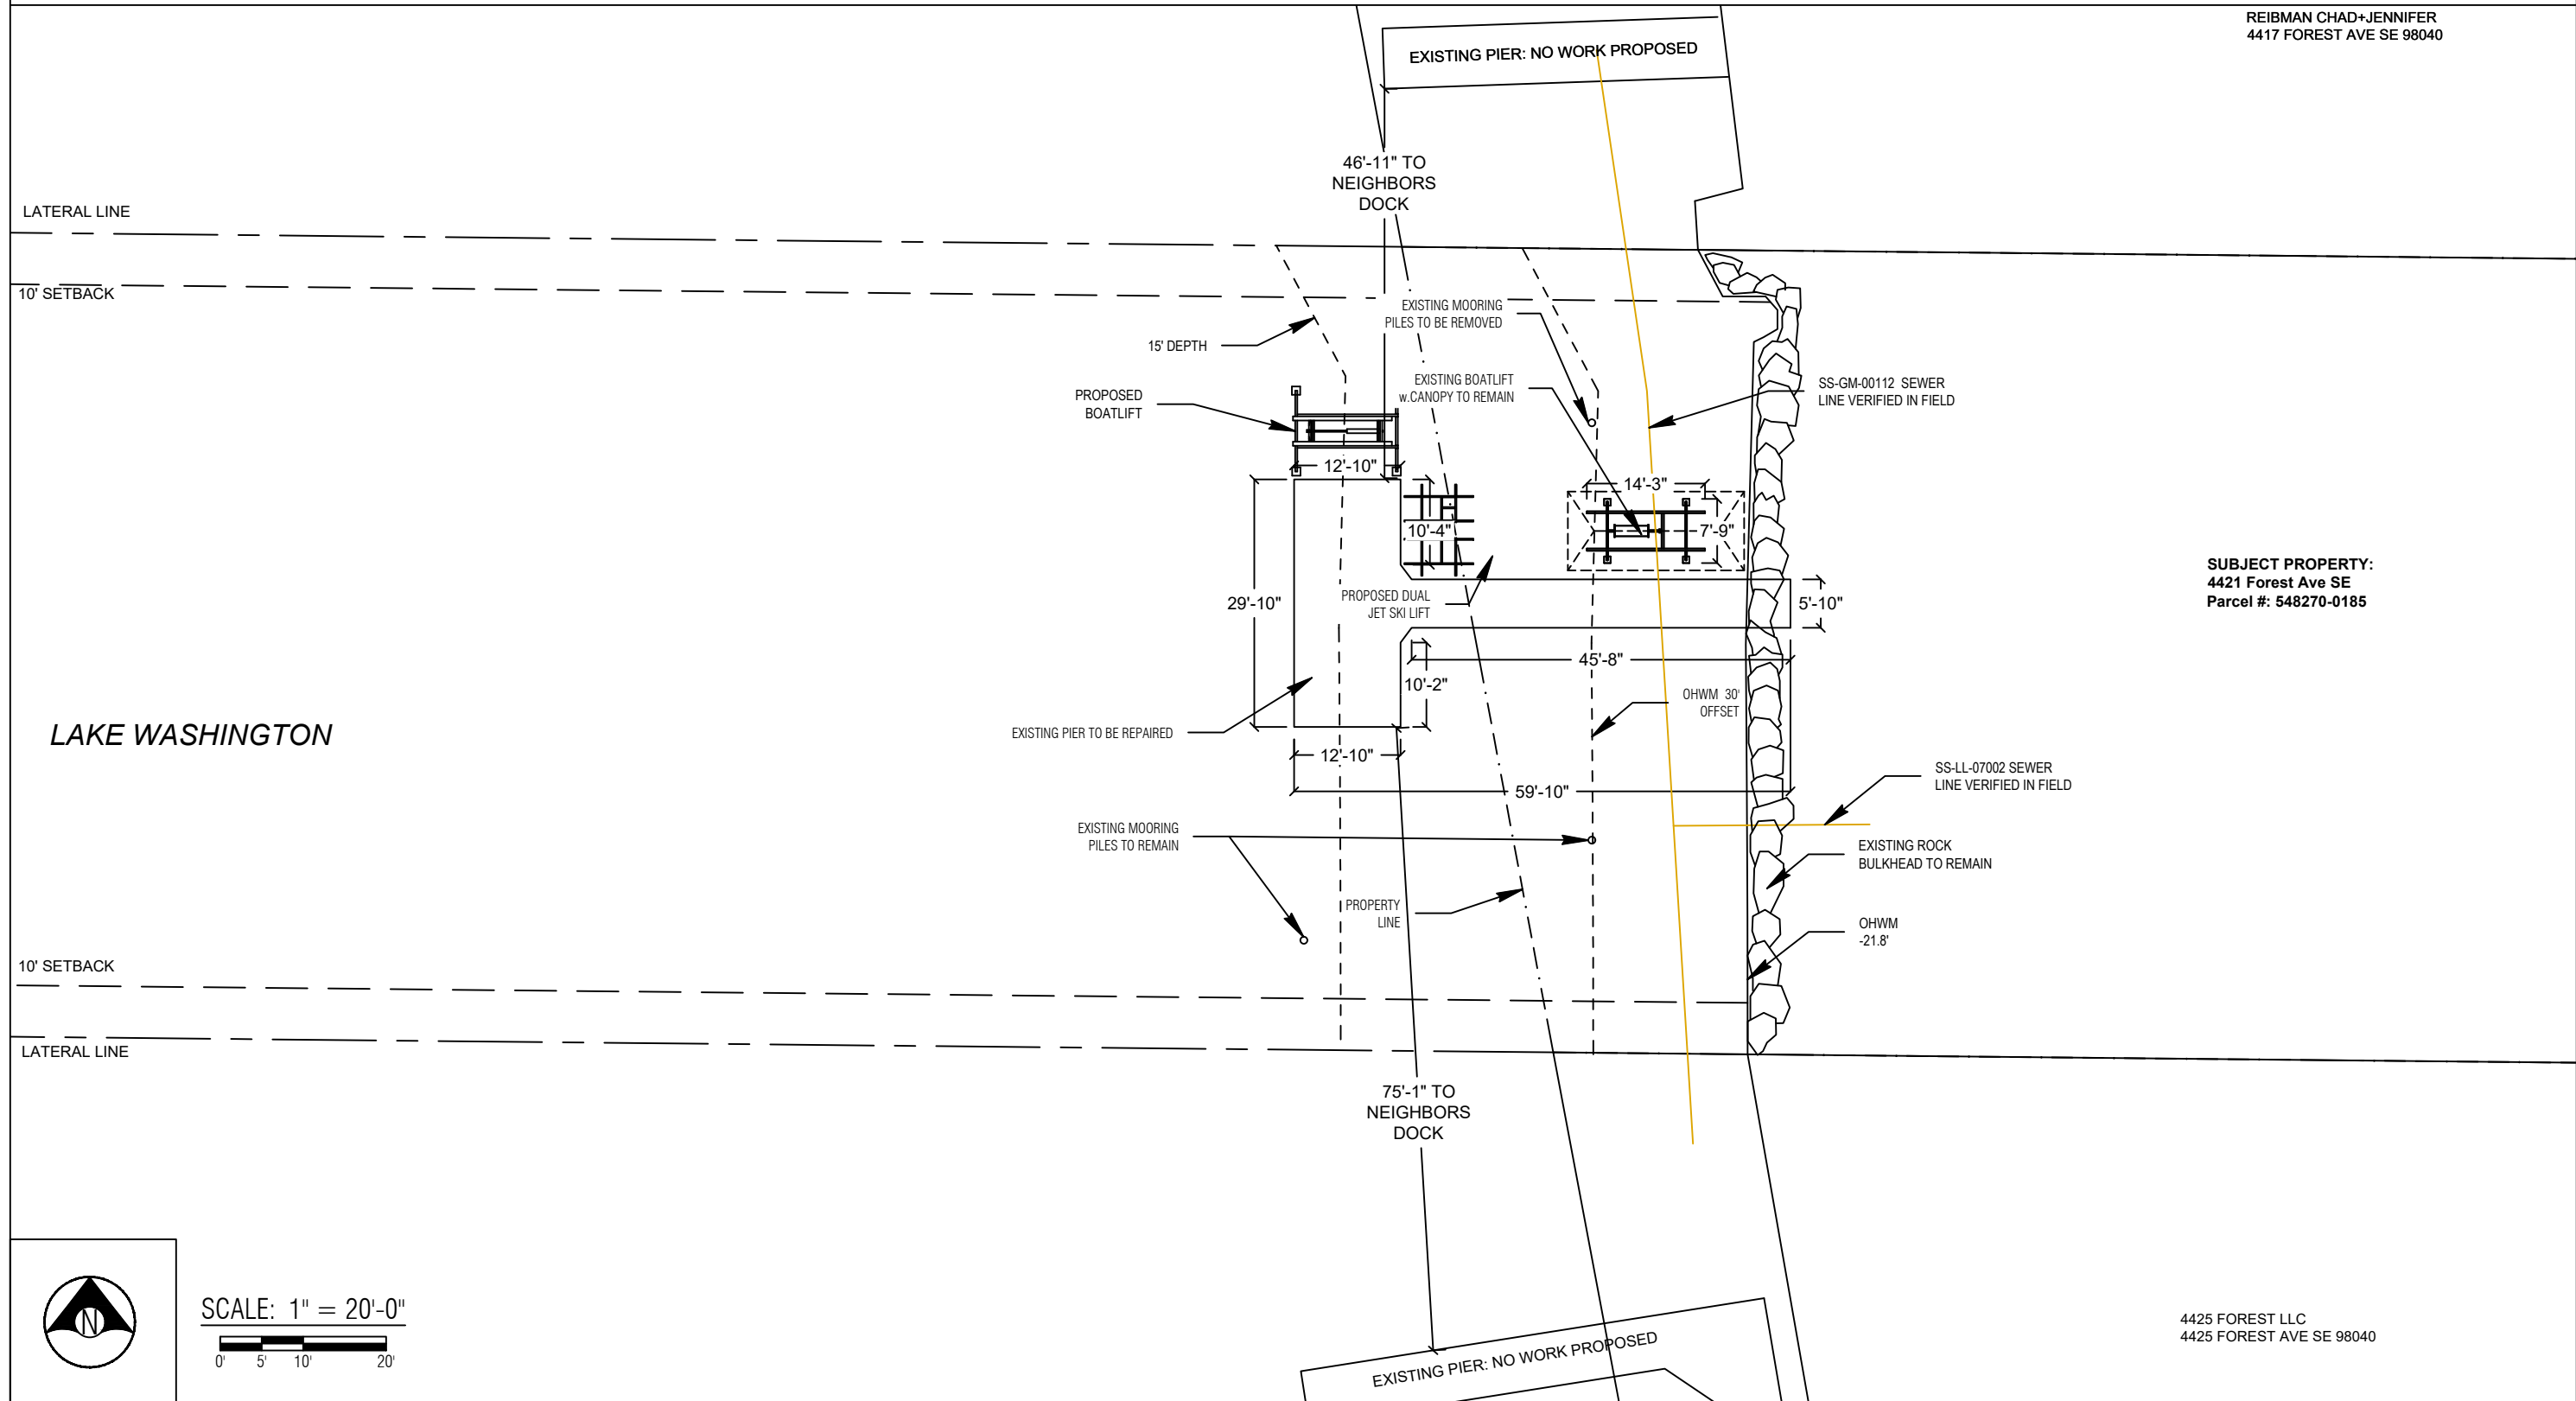 REIBMAN CHAD+JENNIFER
4417 FOREST AVE SE 98040
EXISTING PIER: NO WORK PROPOSED
46'-11" TO
NEIGHBORS
DOCK
LATERAL LINE
10' SETBACK
EXISTING MOORING
PILES TO BE REMOVED
15' DEPTH
EXISTING BOATLIFT
w.CANOPY TO REMAIN
PROPOSED
BOATLIFT
SS-GM-00112 SEWER
LINE VERIFIED IN FIELD
12'-10"
14'-3"
10'-4"
7'-9"
SUBJECT PROPERTY:
4421 Forest Ave SE
Parcel #: 548270-0185
29'-10"
PROPOSED DUAL
JET SKI LIFT
5'-10"
45'-8"
10'-2"
OHWM 30'
OFFSET
LAKE WASHINGTON
EXISTING PIER TO BE REPAIRED
12'-10"
59'-10"
SS-LL-07002 SEWER
LINE VERIFIED IN FIELD
EXISTING MOORING
PILES TO REMAIN
EXISTING ROCK
BULKHEAD TO REMAIN
PROPERTY
LINE
OHWM
-21.8'
10' SETBACK
LATERAL LINE
75'-1" TO
NEIGHBORS
DOCK
N
SCALE: 1" = 20'-0"
0' 5' 10' 20'
EXISTING PIER: NO WORK PROPOSED
4425 FOREST LLC
4425 FOREST AVE SE 98040